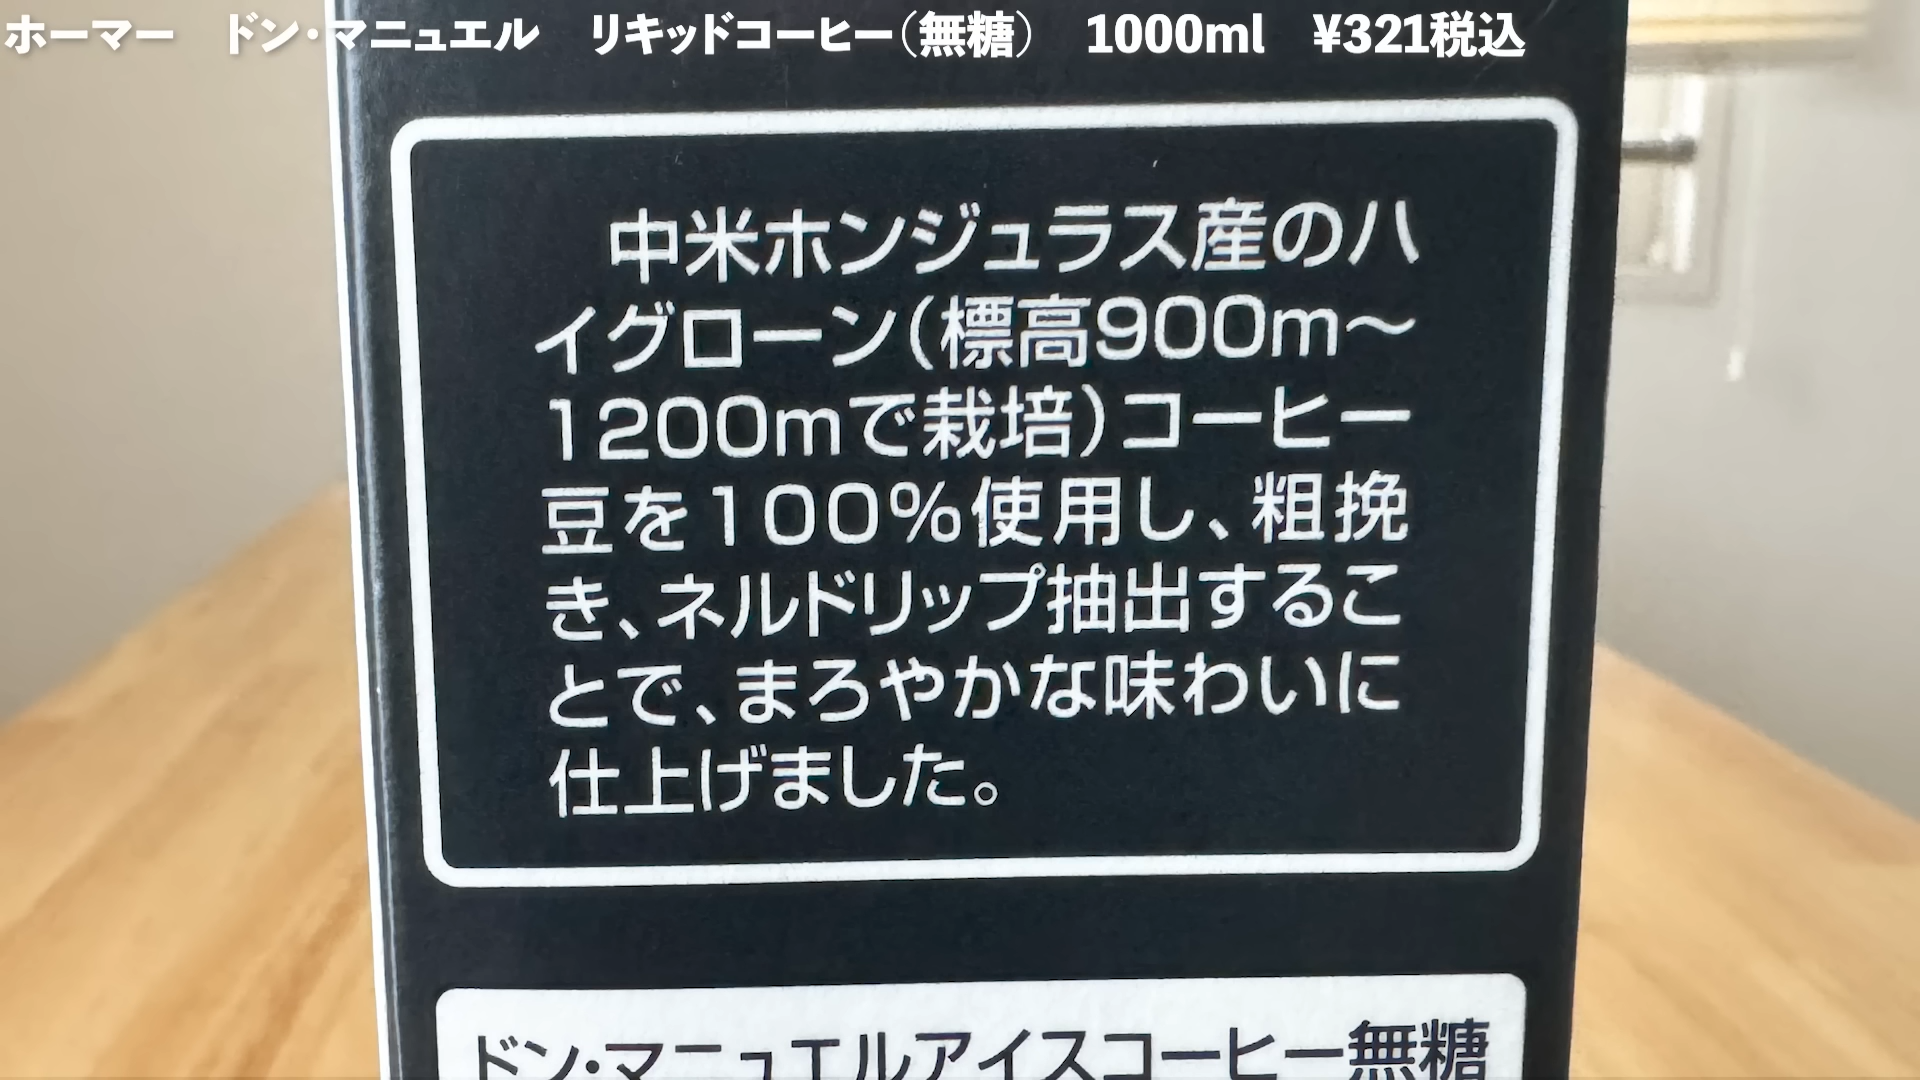 ホーマー　ドン・マニュエル　リキッドコーヒー（無糖）　1000ml　¥321税込
中米ホンジュラス産のハ
イグローン（標高900m～
1200mで栽培）コーヒー
豆を100％使用し、粗挽
き、ネルドリップ抽出するこ
とで、まろやかな味わいに
仕上げました。
ドン・マニュエルアイスコーヒー無糖